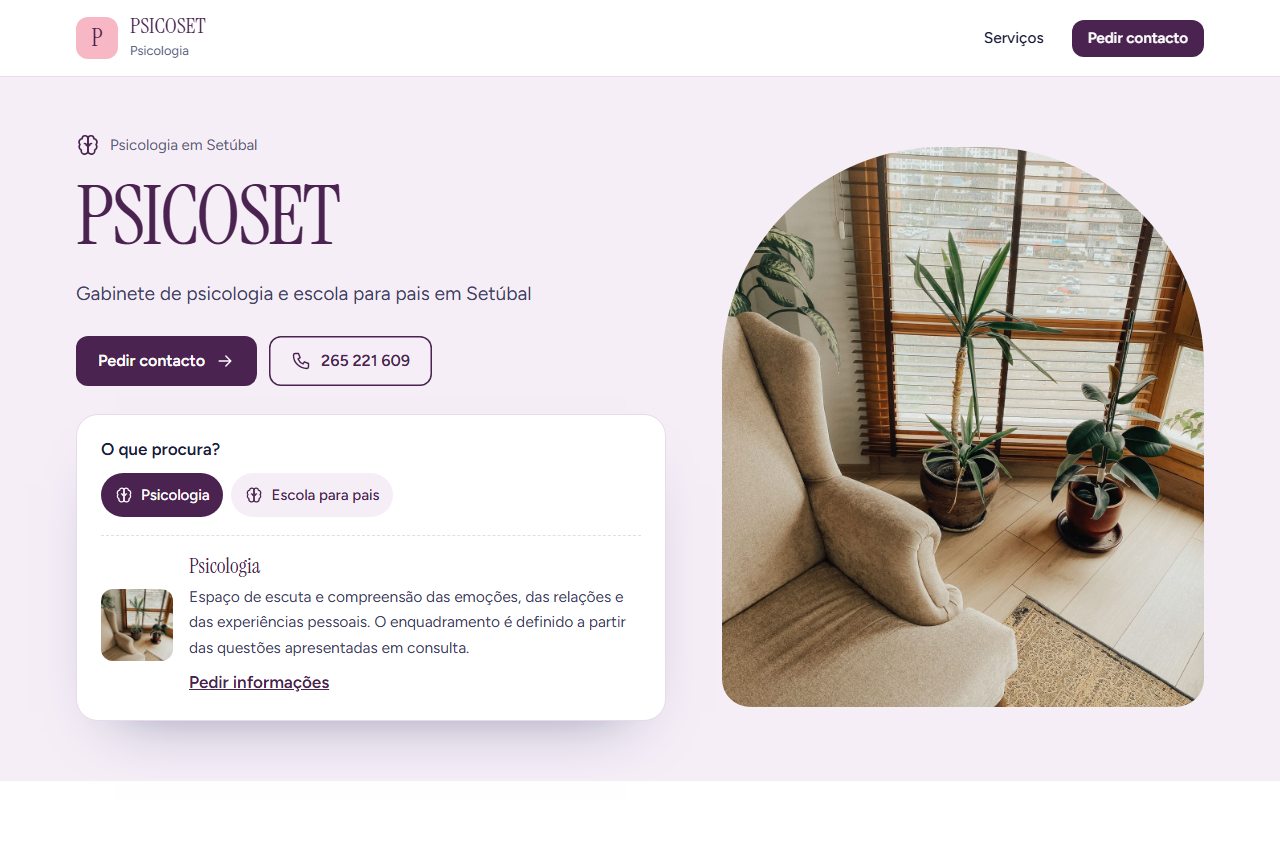 P
PSICOSET
Psicologia
Serviços
Pedir contacto
Psicologia em Setúbal
PSICOSET
Gabinete de psicologia e escola para pais em Setúbal
Pedir contacto
265 221 609
O que procura?
Psicologia
Escola para pais
Psicologia
Espaço de escuta e compreensão das emoções, das relações e
das experiências pessoais. O enquadramento é definido a partir
das questões apresentadas em consulta.
Pedir informações